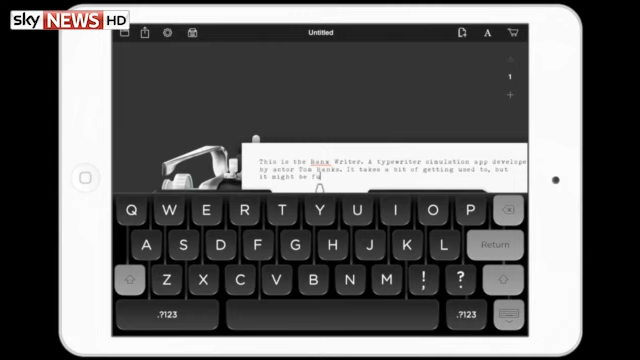 sky NEWS HD
Untitled
A
1
This is the Hanx Writer. A typewriter simulation app develope
by actor Tom Hanks. It takes a bit of getting used to, but
it might be fu
Q W E R T Y U I O P
A S D F G H J K L Return
Z X C V B N M ! , ? .
.?123 .?123